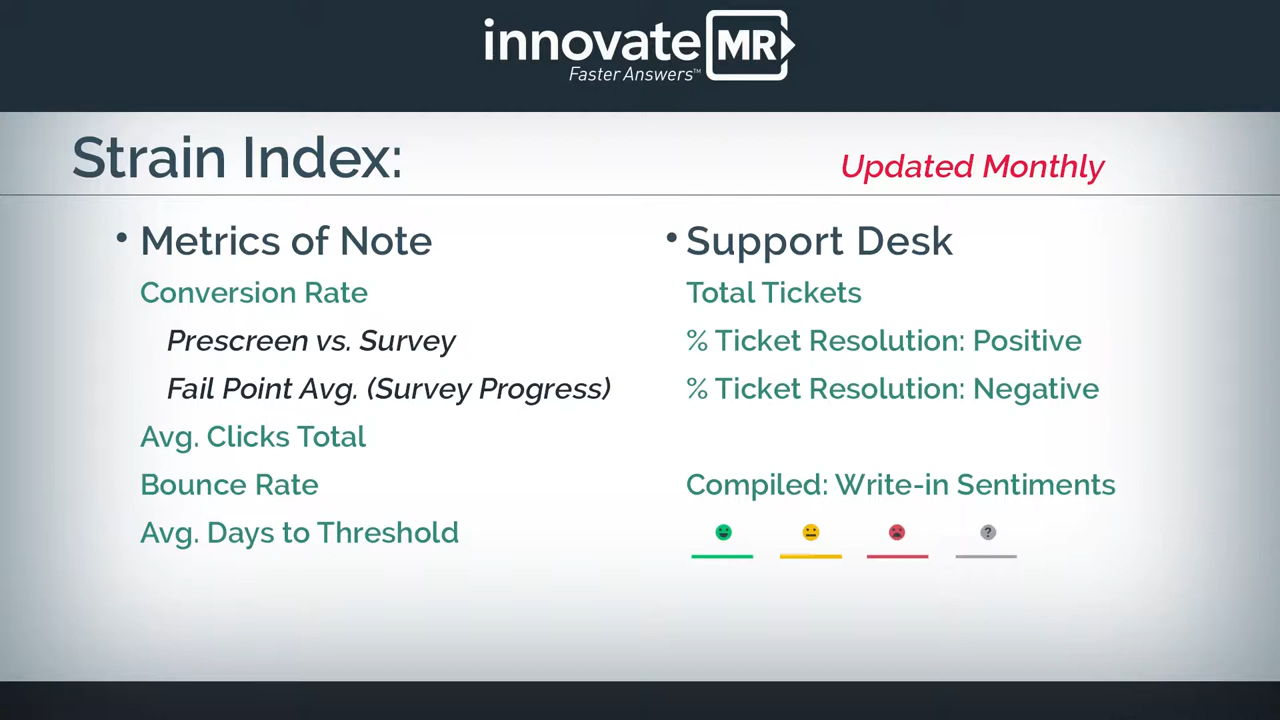 innovateMR
Faster Answers™
Strain Index:
Updated Monthly
• Metrics of Note
Conversion Rate
Prescreen vs. Survey
Fail Point Avg. (Survey Progress)
Avg. Clicks Total
Bounce Rate
Avg. Days to Threshold
• Support Desk
Total Tickets
% Ticket Resolution: Positive
% Ticket Resolution: Negative
Compiled: Write-in Sentiments
?